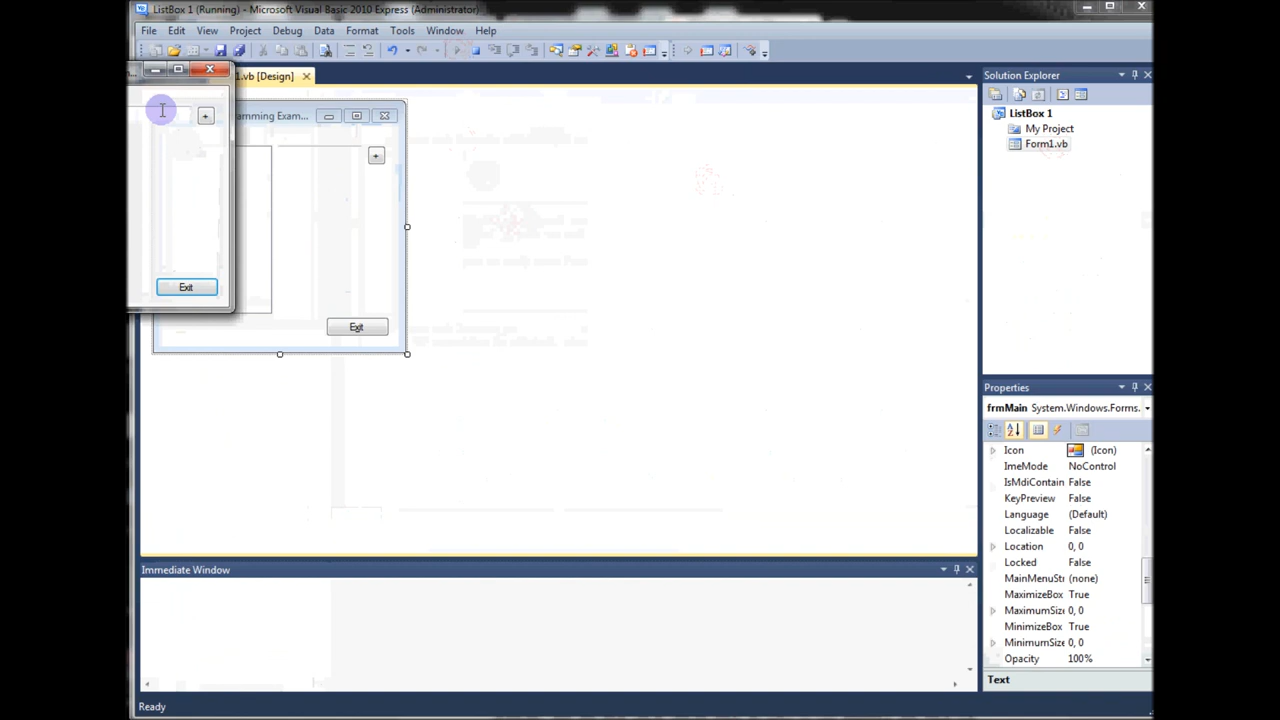 ListBox 1 (Running) - Microsoft Visual Basic 2010 Express (Administrator)
File Edit View Project Debug Data Format Tools Window Help
1.vb [Design]
Solution Explorer
ListBox 1
My Project
Form1.vb
amming Exam...
+
+
Exit
Exit
Properties
frmMain System.Windows.Forms.
Icon (Icon)
ImeMode NoControl
IsMdiContain False
KeyPreview False
Language (Default)
Localizable False
Location 0, 0
Locked False
MainMenuStr (none)
MaximizeBox True
MaximumSize 0, 0
MinimizeBox True
MinimumSize 0, 0
Opacity 100%
Text
Immediate Window
Ready